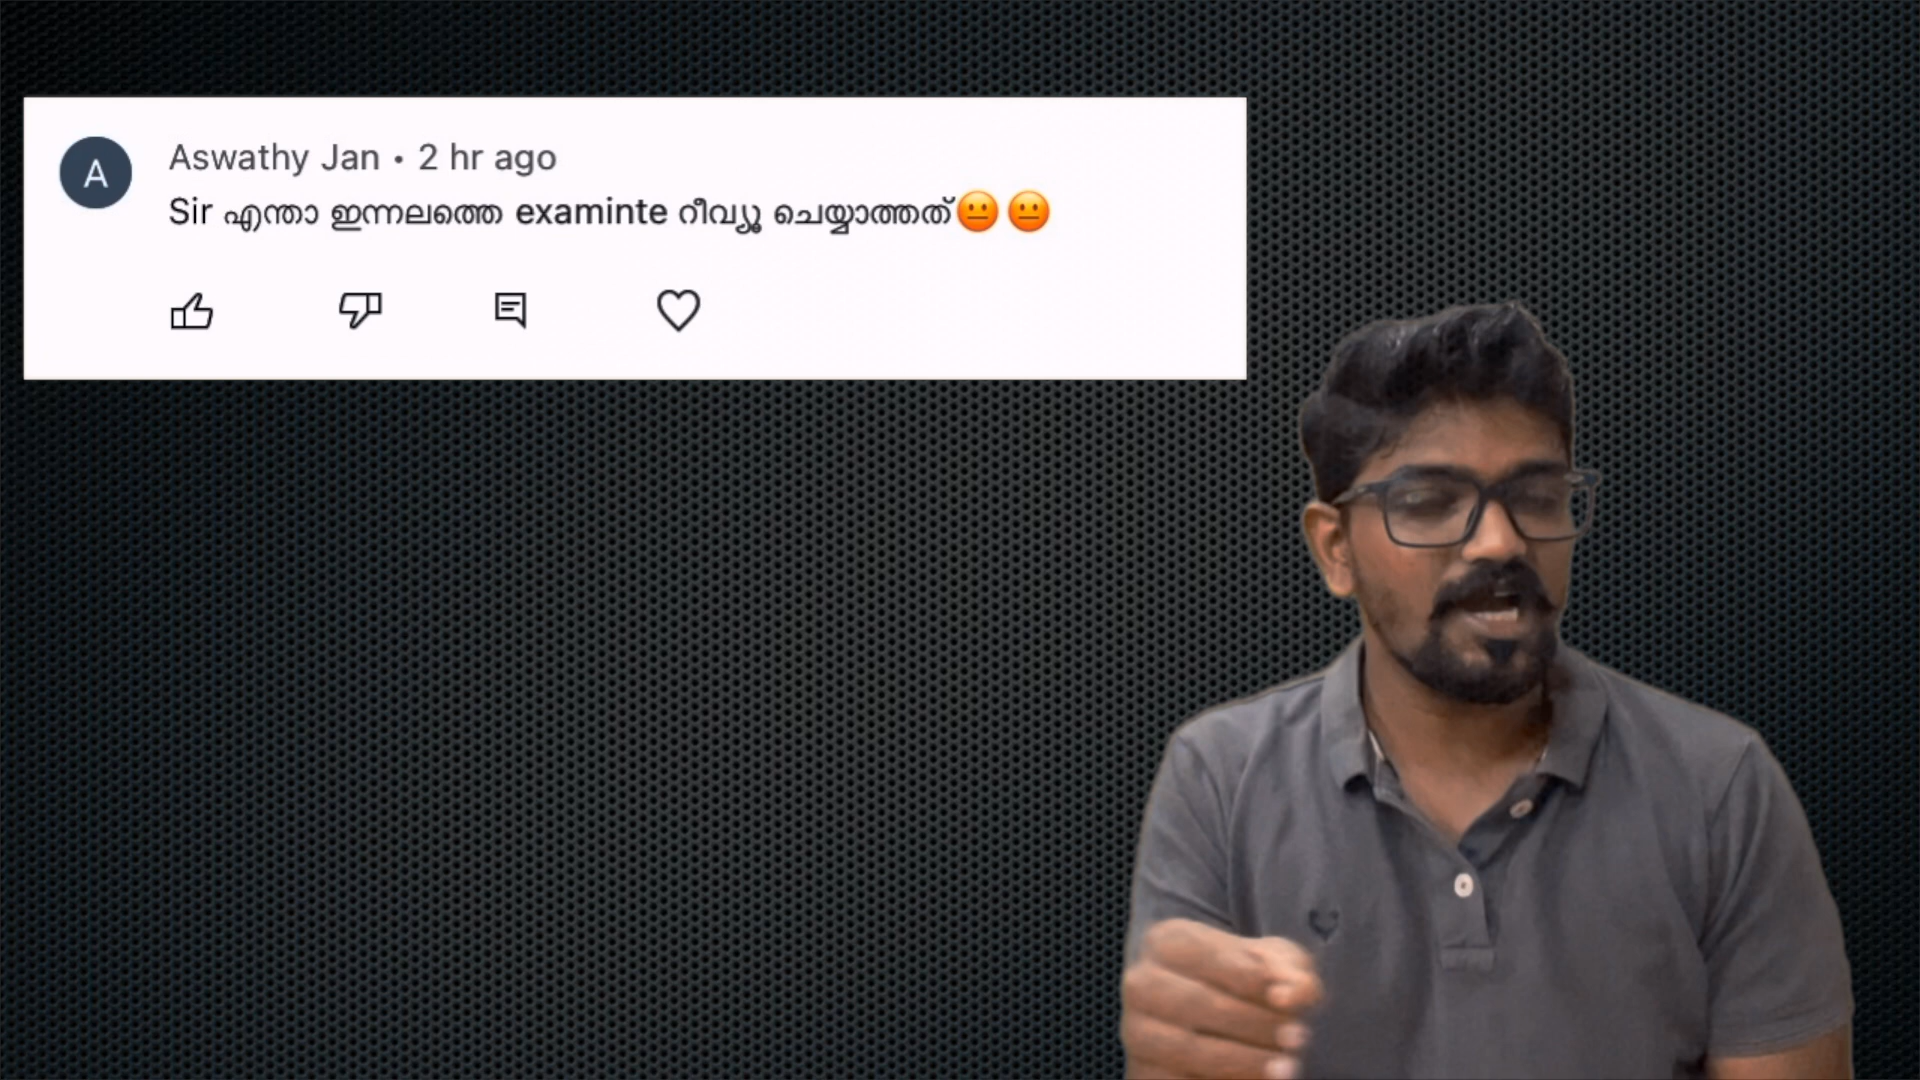 A
Aswathy Jan • 2 hr ago
Sir എന്താ ഇന്നലത്തെ examinte റീവ്യൂ ചെയ്യാത്തത്😐😐